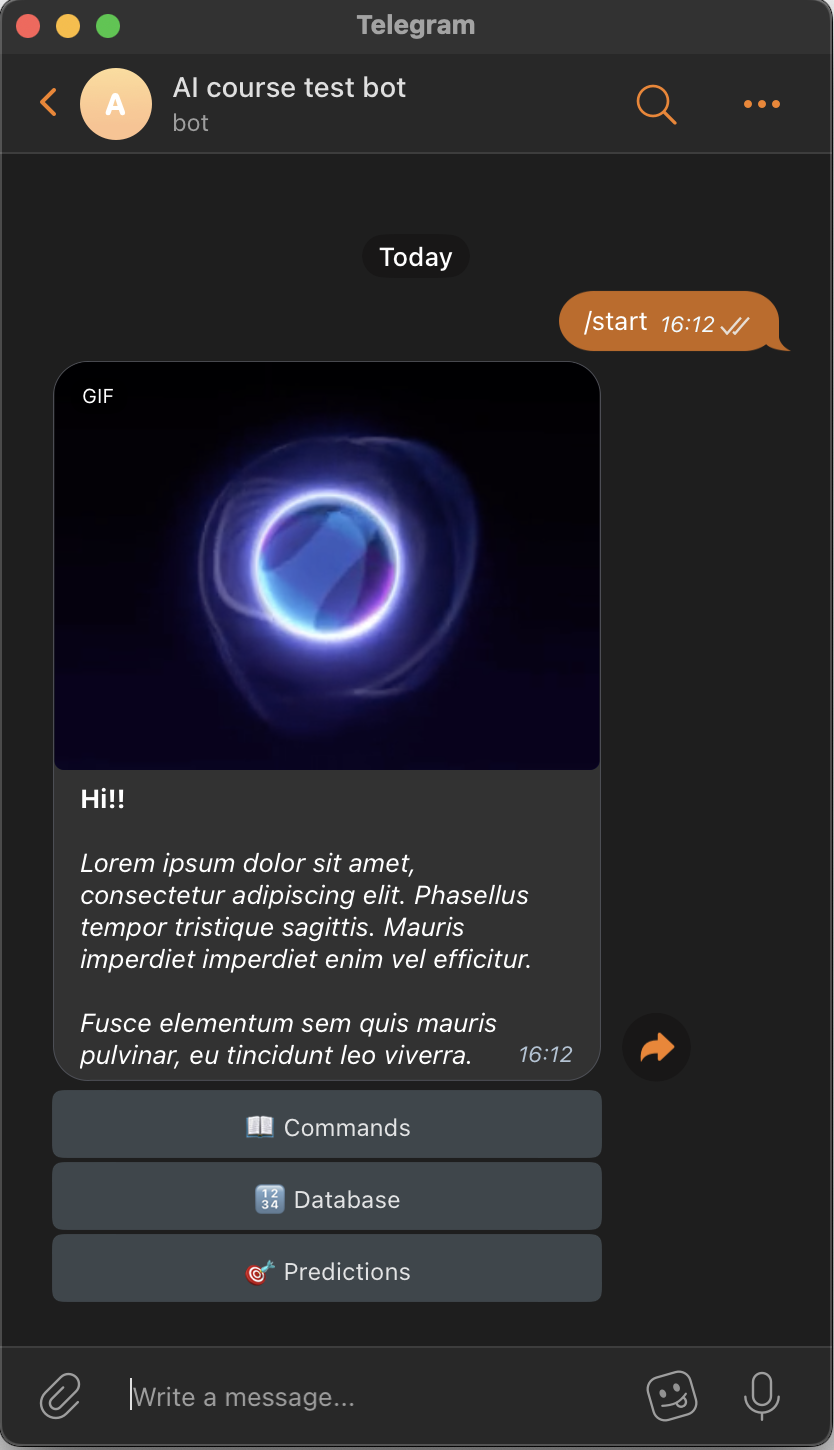 Telegram
A
AI course test bot
bot
Today
/start 16:12
GIF
Hi!!
Lorem ipsum dolor sit amet,
consectetur adipiscing elit. Phasellus
tempor tristique sagittis. Mauris
imperdiet imperdiet enim vel efficitur.
Fusce elementum sem quis mauris
pulvinar, eu tincidunt leo viverra. 16:12
📖 Commands
🔢 Database
🎯 Predictions
Write a message...